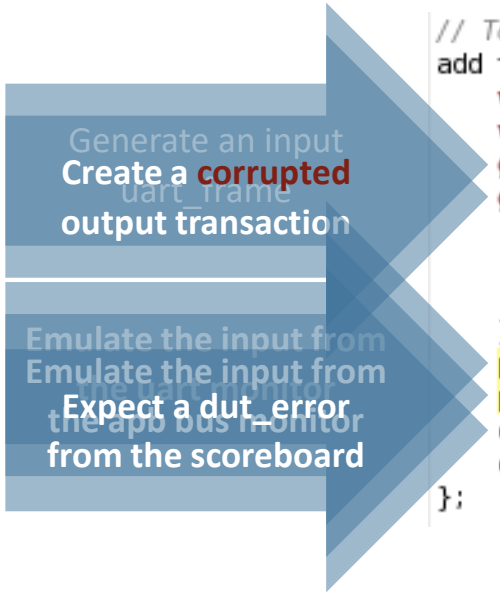 // T
add
Generate an input
Create a corrupted
uart_frame
output transaction
Emulate the input from
Emulate the input from
the uart monitor
Expect a dut_error
the apb bus monitor
from the scoreboard
};